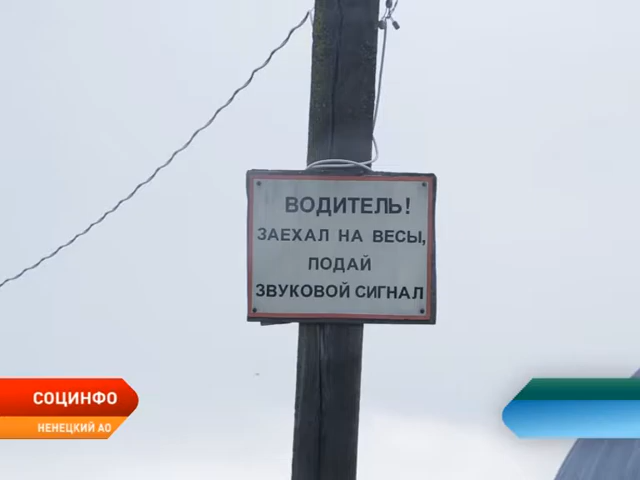 ВОДИТЕЛЬ!
ЗАЕХАЛ НА ВЕСЫ,
ПОДАЙ
ЗВУКОВОЙ СИГНАЛ
СОЦИНФО
НЕНЕЦКИЙ АО